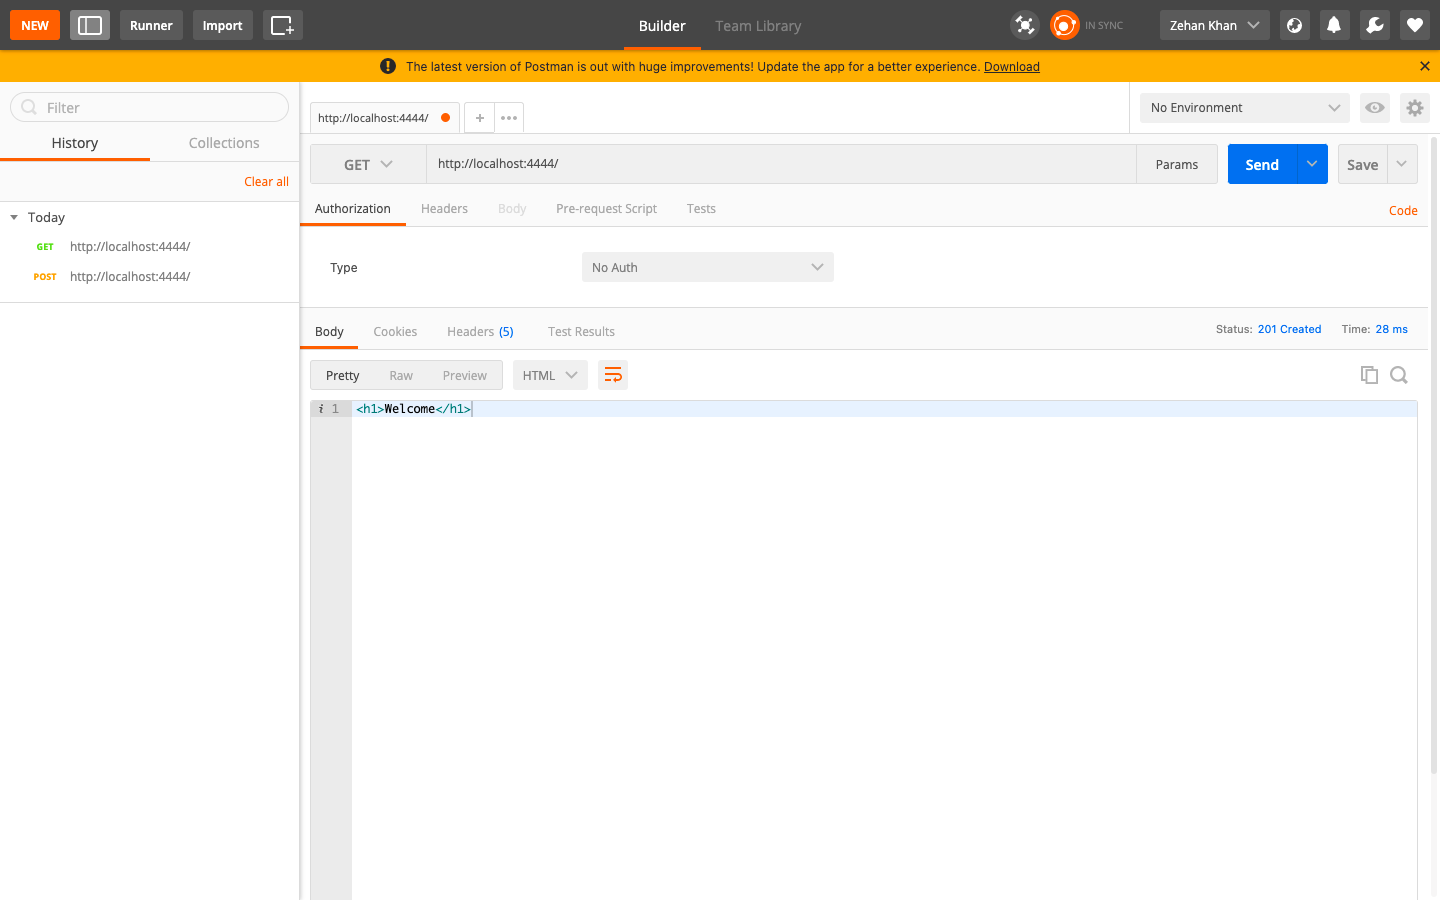 NEW Runner Import Builder Team Library IN SYNC Zehan Khan
The latest version of Postman is out with huge improvements! Update the app for a better experience. Download
Filter
History Collections
Clear all
Today
GET http://localhost:4444/
POST http://localhost:4444/
http://localhost:4444/ + ••• No Environment
GET http://localhost:4444/ Params Send Save
Authorization Headers Body Pre-request Script Tests Code
Type No Auth
Body Cookies Headers (5) Test Results Status: 201 Created Time: 28 ms
Pretty Raw Preview HTML
i 1 <h1>Welcome</h1>